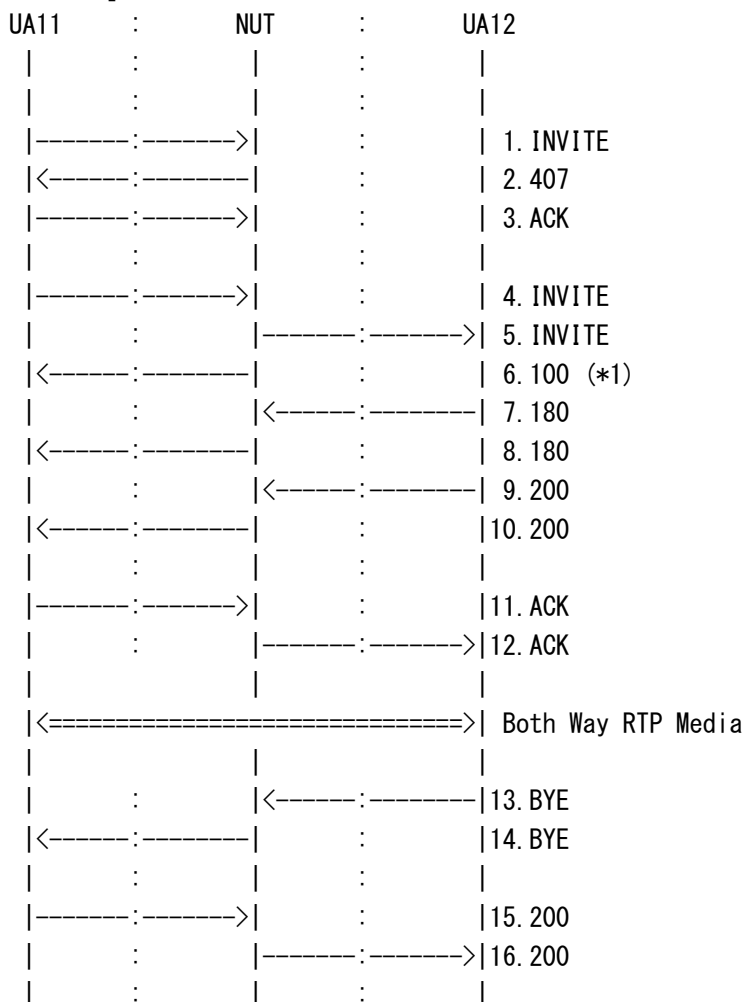 UA11 : NUT : UA12
| : | : |
| : | : |
|-------:------->| : | 1. INVITE
|<------:--------| : | 2. 407
|-------:------->| : | 3. ACK
| : | : |
|-------:------->| : | 4. INVITE
| : |-------:------->| 5. INVITE
|<------:--------| : | 6. 100 (*1)
| : |<------:--------| 7. 180
|<------:--------| : | 8. 180
| : |<------:--------| 9. 200
|<------:--------| : |10. 200
| : | : |
|-------:------->| : |11. ACK
| : |-------:------->|12. ACK
| | |
|<===============================>| Both Way RTP Media
| | |
| : |<------:--------|13. BYE
|<------:--------| : |14. BYE
| : | : |
|-------:------->| : |15. 200
| : |-------:------->|16. 200
| : | : |